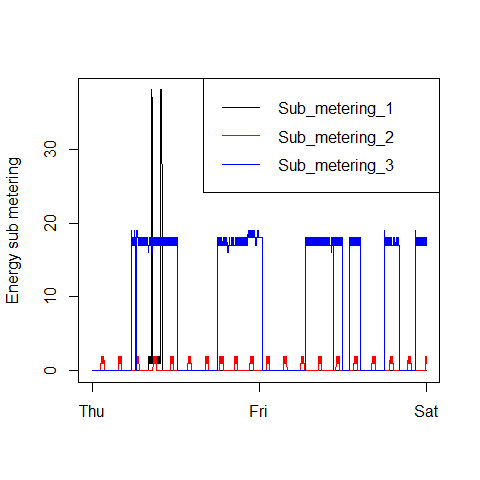 Sub_metering_1
Sub_metering_2
Sub_metering_3
Energy sub metering
30
20
10
0
Thu Fri Sat